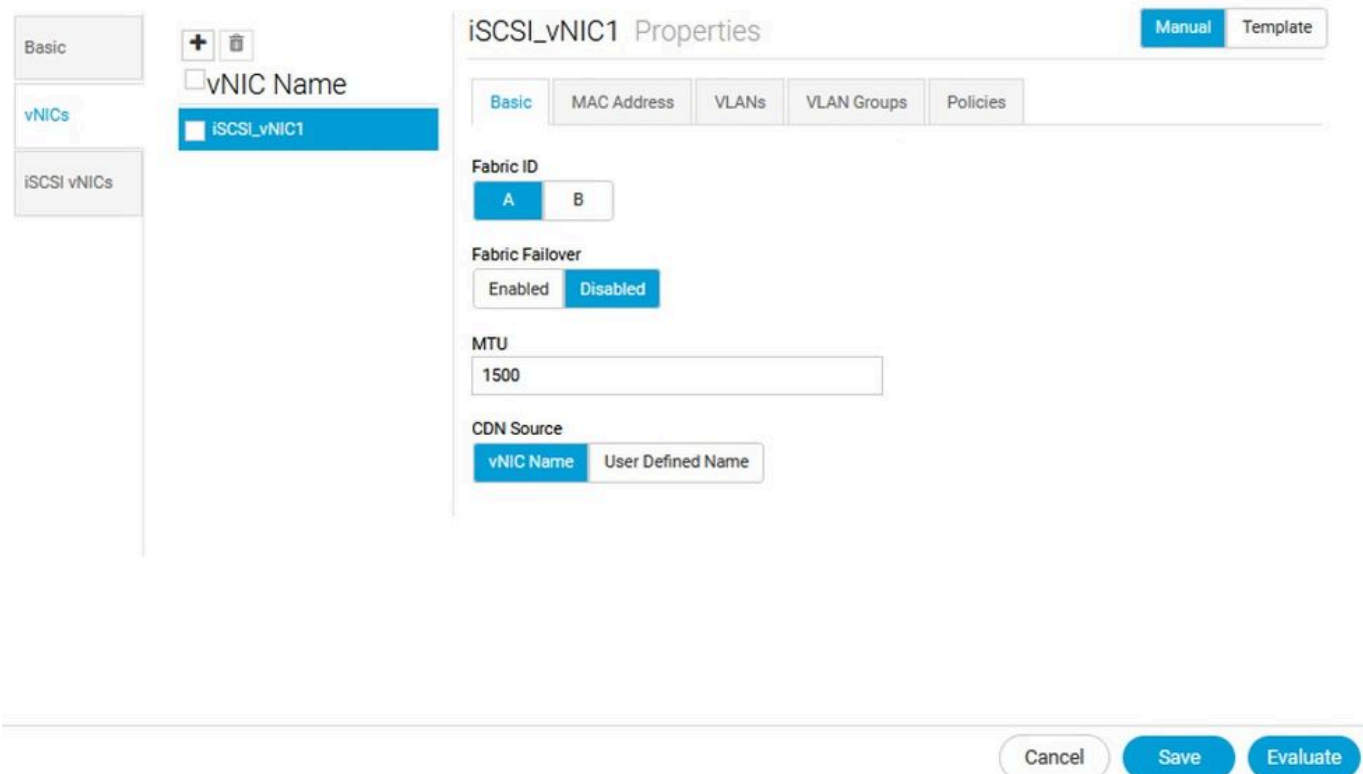 Basic
vNICs
iSCSI vNICs
vNIC Name
iSCSI_vNIC1
iSCSI_vNIC1 Properties
Manual Template
Basic MAC Address VLANs VLAN Groups Policies
Fabric ID
A B
Fabric Failover
Enabled Disabled
MTU
1500
CDN Source
vNIC Name User Defined Name
Cancel Save Evaluate